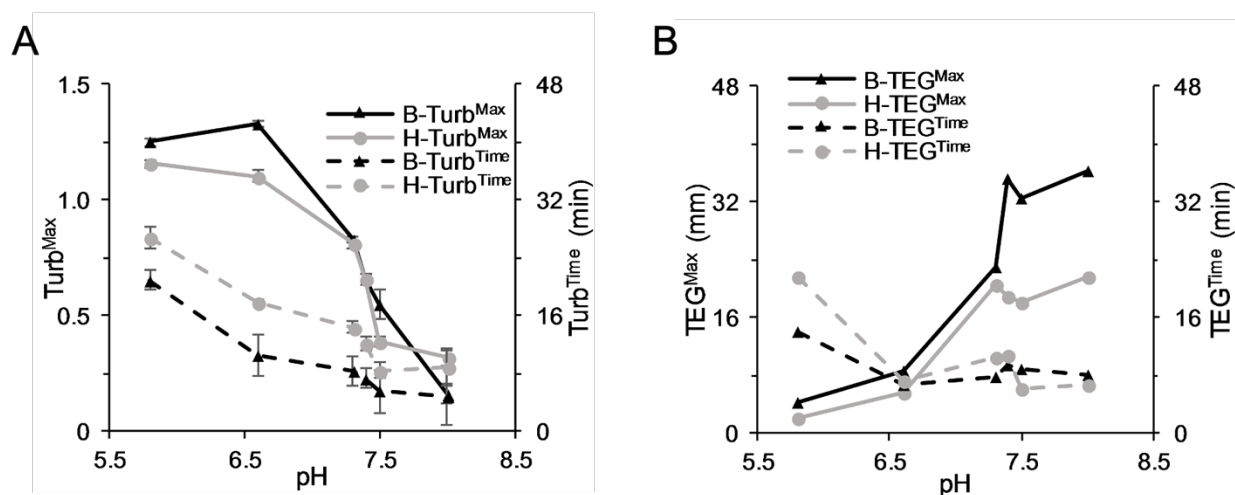 A
1.5
1.0
0.5
0
Turb^Max
48
32
16
0
Turb^Time (min)
5.5 6.5 7.5 8.5
pH
B-Turb^Max
H-Turb^Max
B-Turb^Time
H-Turb^Time
B
48
32
16
0
TEG^Max (mm)
48
32
16
0
TEG^Time (min)
5.5 6.5 7.5 8.5
pH
B-TEG^Max
H-TEG^Max
B-TEG^Time
H-TEG^Time